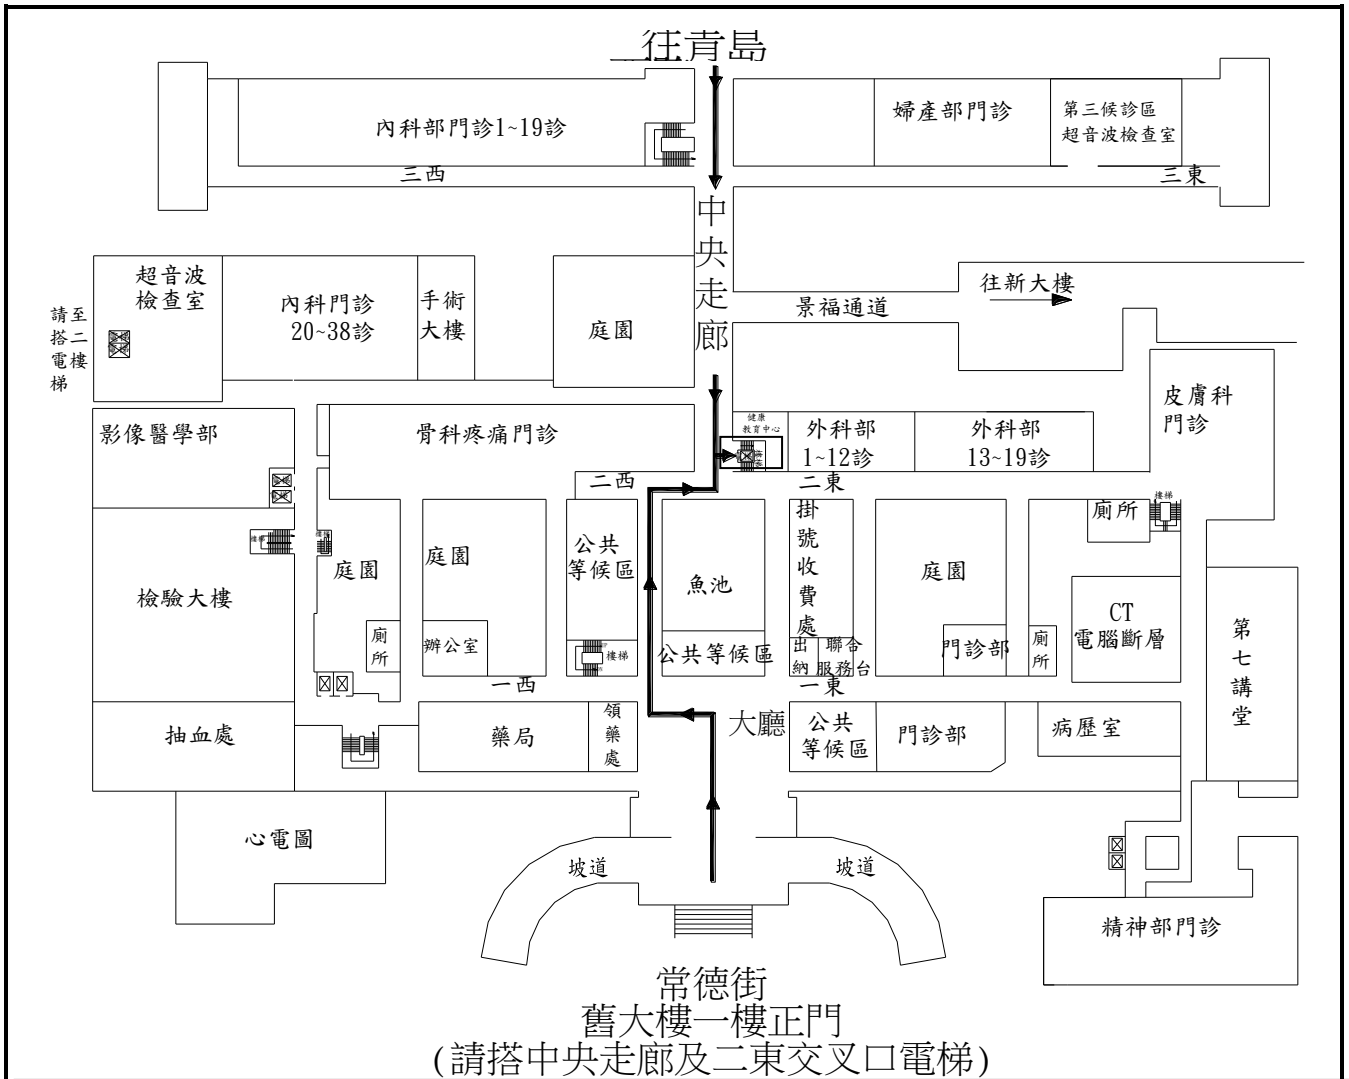 往青島
內科部門診1~19診
婦產部門診
第三候診區
超音波檢查室
三西
三東
中央走廊
超音波
檢查室
內科門診
20~38診
手術
大樓
庭園
往新大樓
景福通道
請至
搭二
電樓
梯
皮膚科
門診
影像醫學部
骨科疼痛門診
健康
教育中心
樓梯
外科部
1~12診
外科部
13~19診
二西
二東
樓梯
樓梯
庭園
庭園
公共
等候區
魚池
掛號收費處
庭園
廁所
樓梯
檢驗大樓
CT
電腦斷層
第七講堂
廁所
辦公室
樓梯
公共等候區
出納
聯合
服務台
門診部
廁所
一西
一東
抽血處
藥局
領藥處
大廳
公共
等候區
門診部
病歷室
心電圖
坡道
坡道
精神部門診
常德街
舊大樓一樓正門
(請搭中央走廊及二東交叉口電梯)